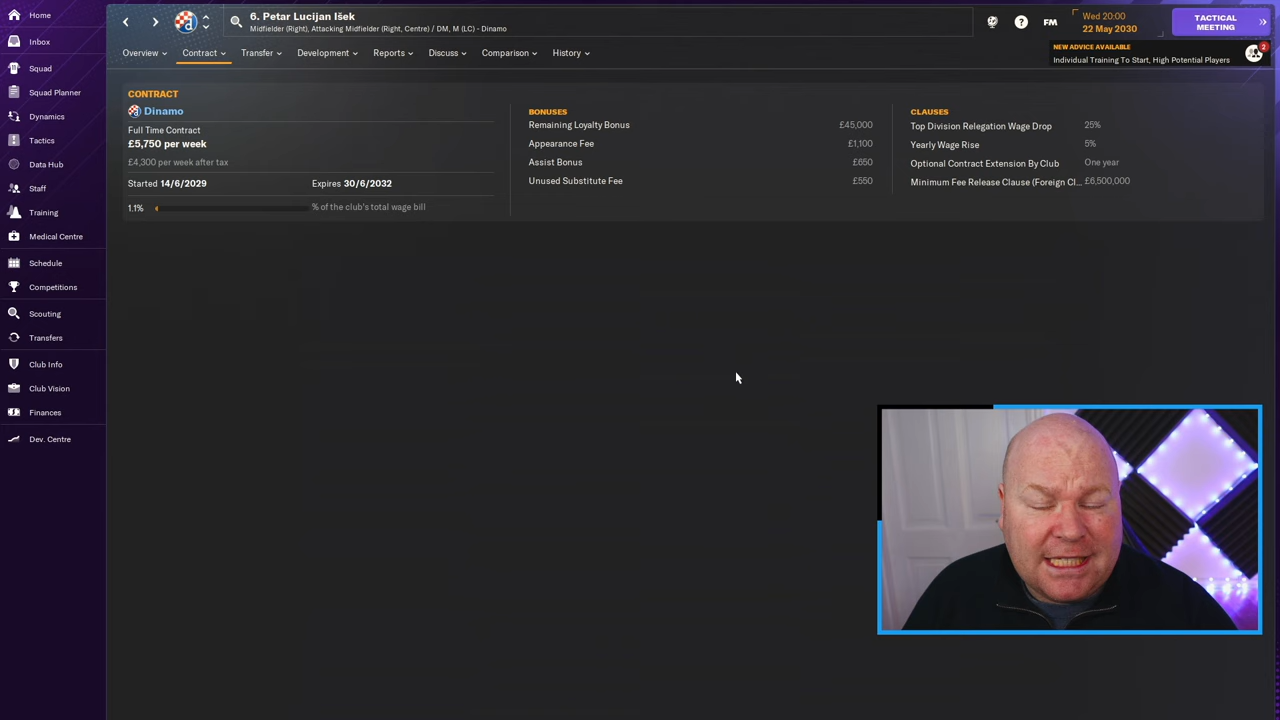 Home
Inbox
Squad
Squad Planner
Dynamics
Tactics
Data Hub
Staff
Training
Medical Centre
Schedule
Competitions
Scouting
Transfers
Club Info
Club Vision
Finances
Dev. Centre
6. Petar Lucijan Išek
Midfielder (Right), Attacking Midfielder (Right, Centre) / DM, M (LC) - Dinamo
?
FM
Wed 20:00
22 May 2030
TACTICAL
MEETING
Overview
Contract
Transfer
Development
Reports
Discuss
Comparison
History
NEW ADVICE AVAILABLE
Individual Training To Start, High Potential Players
2
CONTRACT
Dinamo
Full Time Contract
£5,750 per week
£4,300 per week after tax
Started 14/6/2029 Expires 30/6/2032
1.1% % of the club's total wage bill
BONUSES
Remaining Loyalty Bonus £45,000
Appearance Fee £1,100
Assist Bonus £650
Unused Substitute Fee £550
CLAUSES
Top Division Relegation Wage Drop 25%
Yearly Wage Rise 5%
Optional Contract Extension By Club One year
Minimum Fee Release Clause (Foreign Cl... £6,500,000